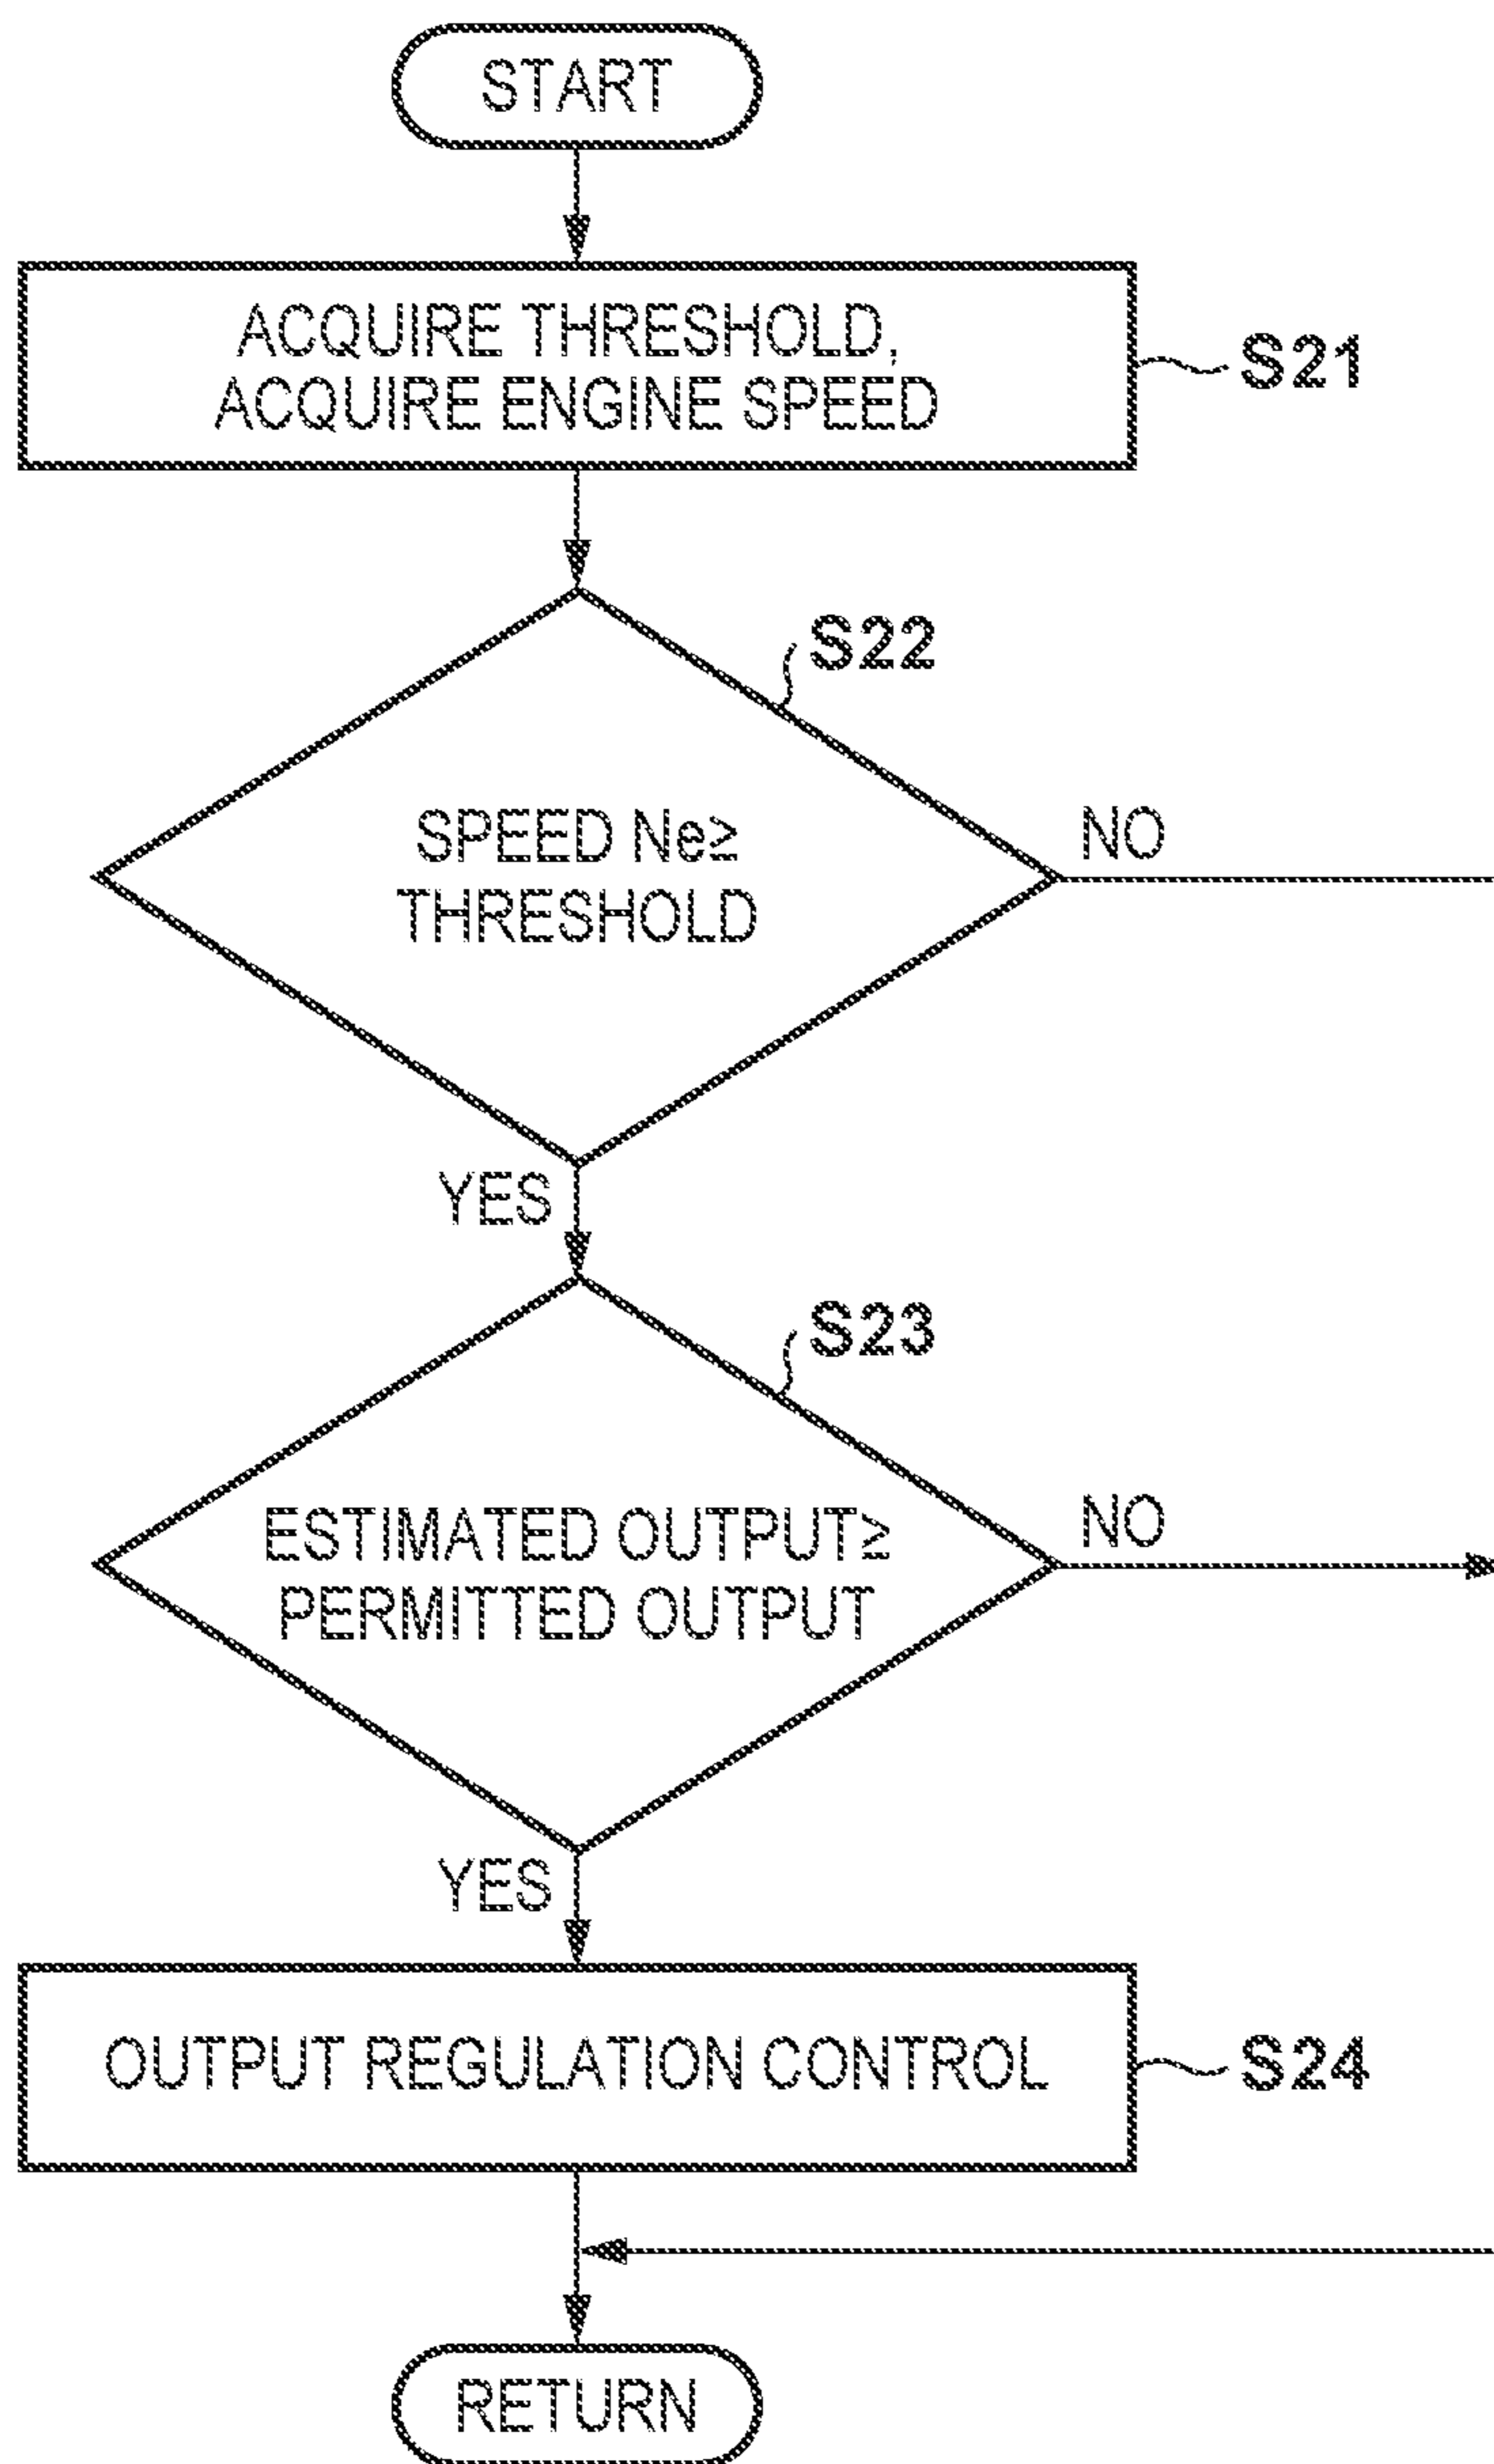 START
ACQUIRE THRESHOLD,
ACQUIRE ENGINE SPEED
S21
S22
SPEED Ne≥
THRESHOLD
NO
YES
S23
ESTIMATED OUTPUT≥
PERMITTED OUTPUT
NO
YES
OUTPUT REGULATION CONTROL
S24
RETURN